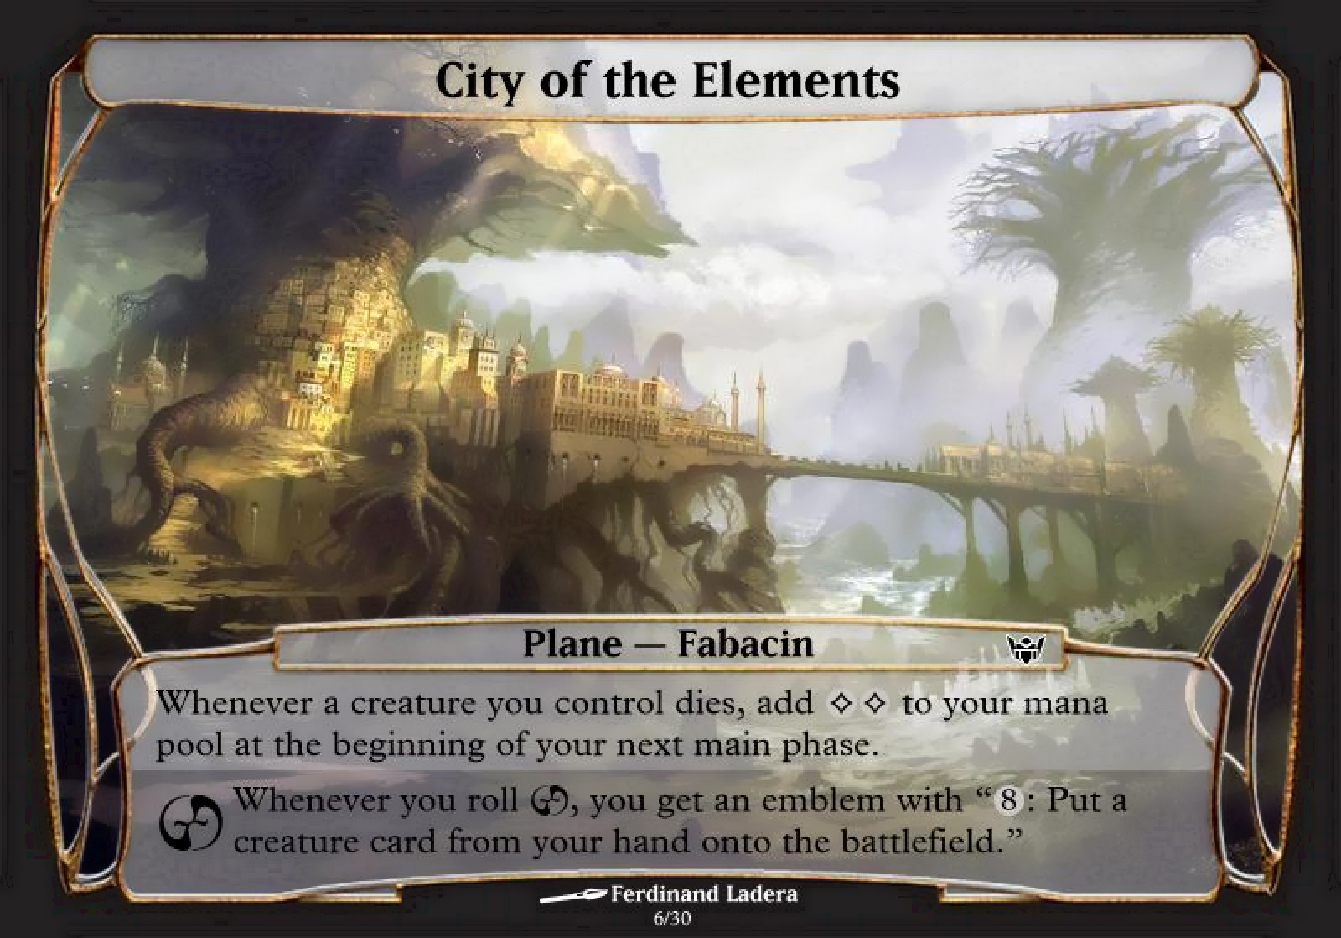 City of the Elements
Plane — Fabacin
Whenever a creature you control dies, add ⟡⟡ to your mana
pool at the beginning of your next main phase.
Whenever you roll , you get an emblem with “8: Put a
creature card from your hand onto the battlefield.”
Ferdinand Ladera
6/30